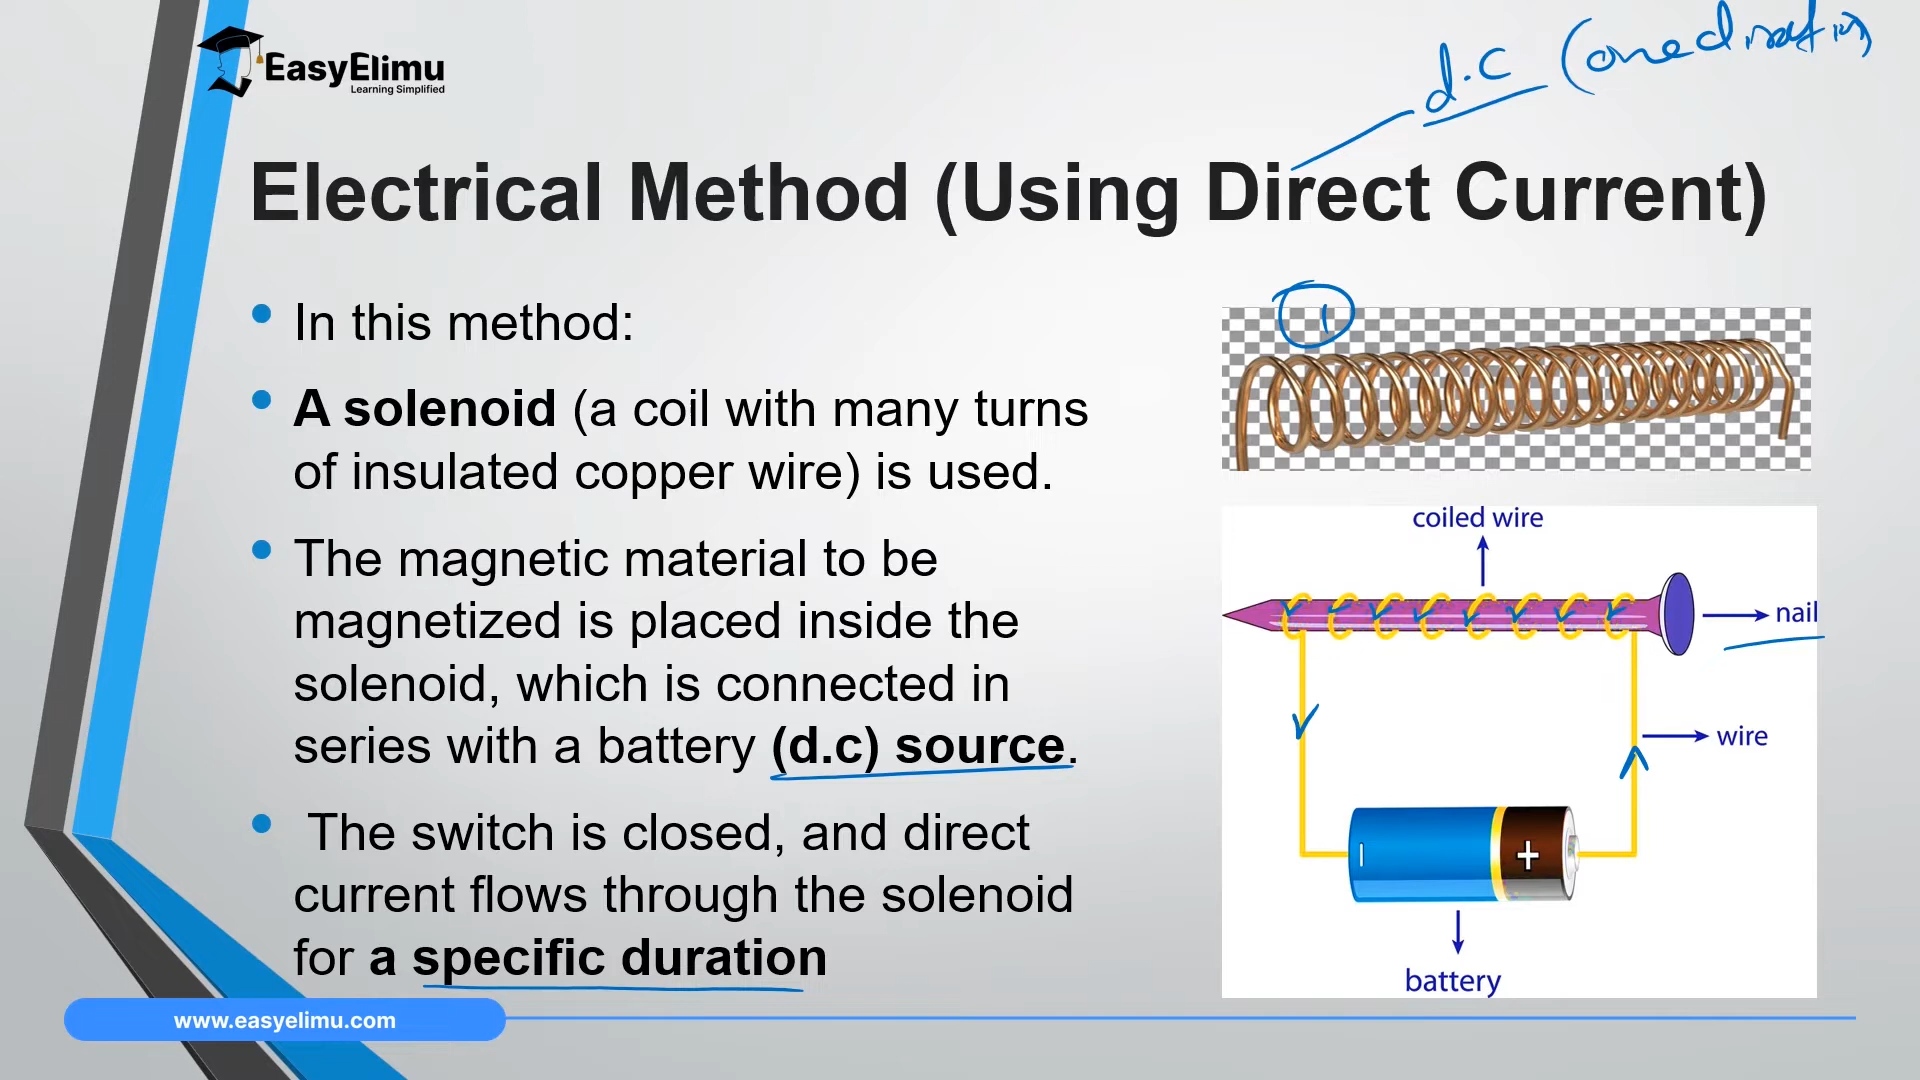 d.c (one direction)
EasyElimu
Learning Simplified
Electrical Method (Using Direct Current)
• In this method:
• A solenoid (a coil with many turns
of insulated copper wire) is used.
• The magnetic material to be
magnetized is placed inside the
solenoid, which is connected in
series with a battery (d.c) source.
• The switch is closed, and direct
current flows through the solenoid
for a specific duration
1
coiled wire
nail
wire
+
battery
www.easyelimu.com